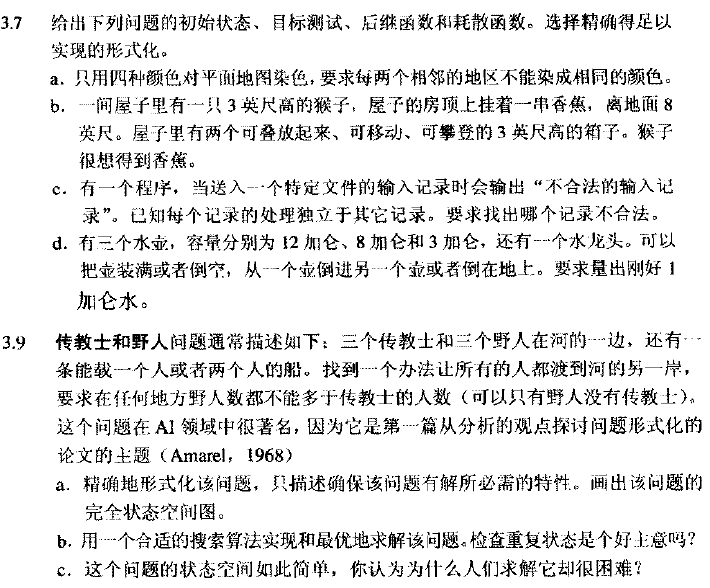 3.7 给出下列问题的初始状态、目标测试、后继函数和耗散函数。选择精确得足以
实现的形式化。
a. 只用四种颜色对平面地图染色，要求每两个相邻的地区不能染成相同的颜色。
b. 一间屋子里有一只 3 英尺高的猴子，屋子的房顶上挂着一串香蕉，离地面 8
英尺。屋子里有两个可叠放起来、可移动、可攀登的 3 英尺高的箱子。猴子
很想得到香蕉。
c. 有一个程序，当送入一个特定文件的输入记录时会输出“不合法的输入记
录”。已知每个记录的处理独立于其它记录。要求找出哪个记录不合法。
d. 有三个水壶，容量分别为 12 加仑、8 加仑和 3 加仑，还有一个水龙头。可以
把壶装满或者倒空，从一个壶倒进另一个壶或者倒在地上。要求量出刚好 1
加仑水。
3.9 传教士和野人问题通常描述如下：三个传教士和三个野人在河的一边，还有一
条能载一个人或者两个人的船。找到一个办法让所有的人都渡到河的另一岸，
要求在任何地方野人数都不能多于传教士的人数（可以只有野人没有传教士）。
这个问题在 AI 领域中很著名，因为它是第一篇从分析的观点探讨问题形式化的
论文的主题（Amarel，1968）
a. 精确地形式化该问题，只描述确保该问题有解所必需的特性。画出该问题的
完全状态空间图。
b. 用一个合适的搜索算法实现和最优地求解该问题。检查重复状态是个好主意吗？
c. 这个问题的状态空间如此简单，你认为为什么人们求解它却很困难？